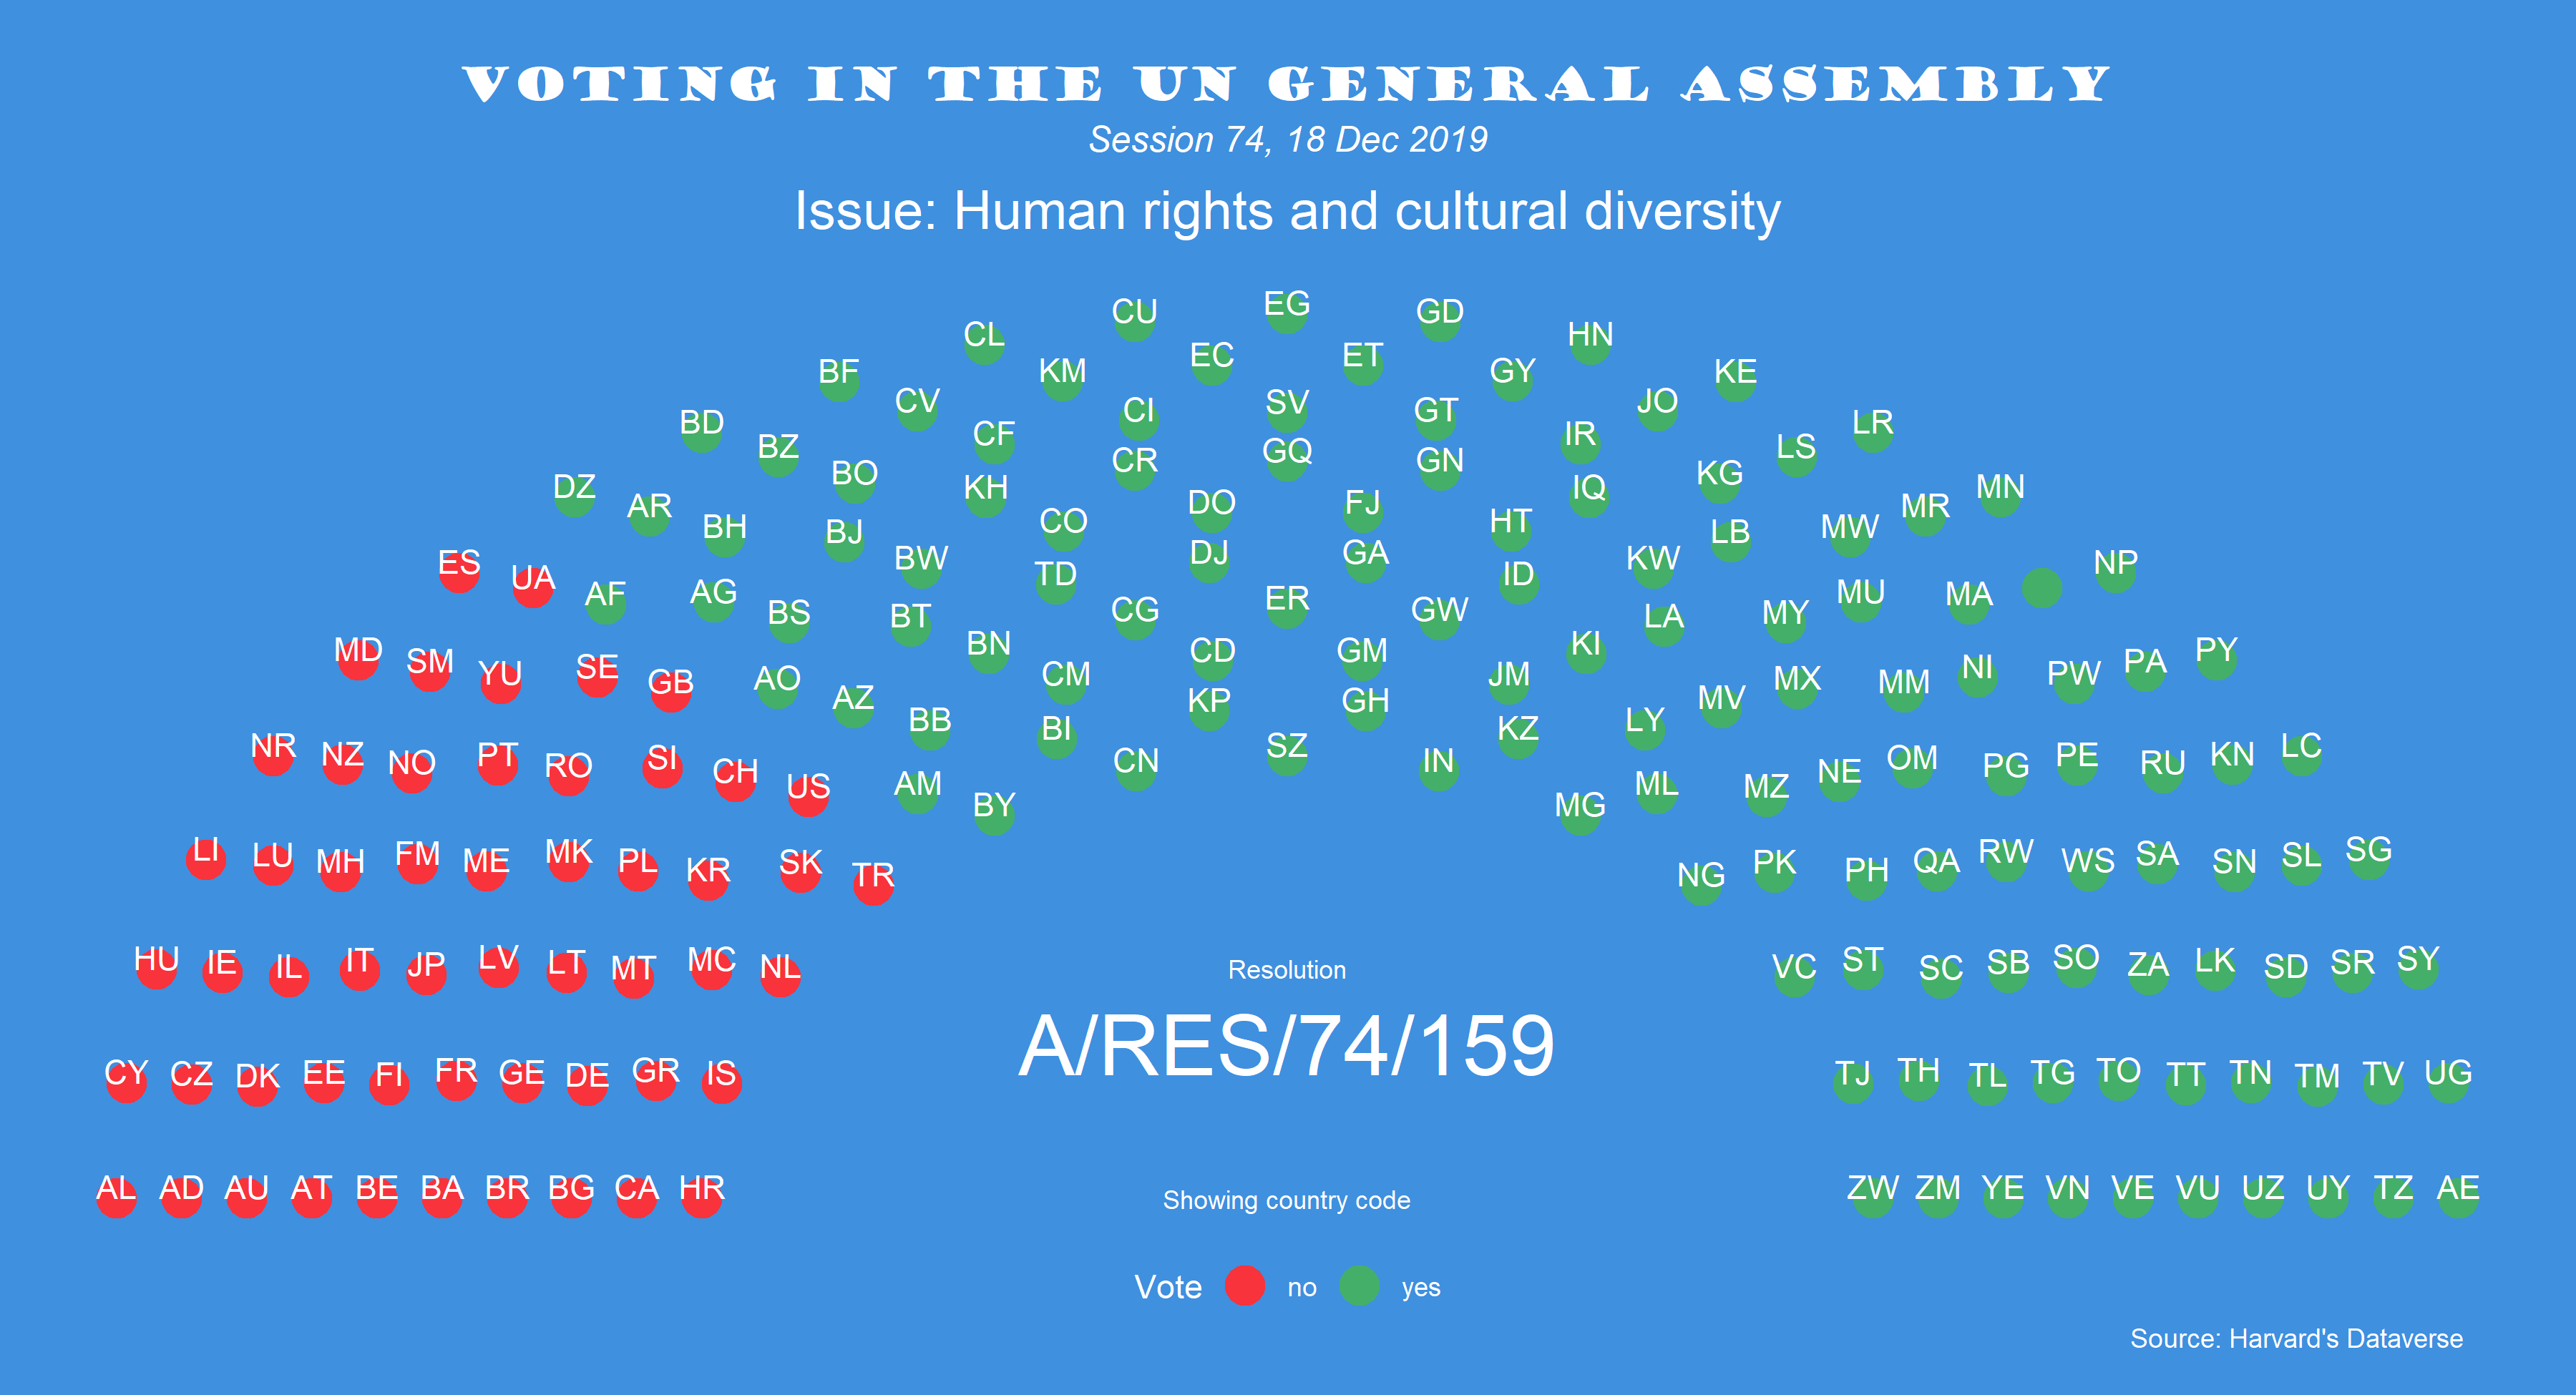 VOTING IN THE UN GENERAL ASSEMBLY
Session 74, 18 Dec 2019
Issue: Human rights and cultural diversity
EG
CU GD
CL HN
EC ET
BF KM GY KE
CV CI SV GT JO
BD CF IR LR
BZ CR GQ GN LS
BO KG
DZ KH IQ MN
AR DO FJ MR
BH BJ CO HT LB MW
BW DJ GA KW
ES UA TD ID NP
AF AG ER MU MA
BS BT CG GW LA MY
MD SM BN CD GM KI PA PY
YU SE GB AO CM JM MX MM NI PW
AZ KP GH MV
NR NZ NO PT RO SI BB BI SZ KZ LY OM PG PE KN LC
CH US CN IN NE RU
AM BY MG ML MZ
LI LU MH FM ME MK PL KR SK TR NG PK PH QA RW WS SA SN SL SG
HU IE IL IT JP LV LT MT MC NL VC ST SC SB SO ZA LK SD SR SY
Resolution
A/RES/74/159
CY CZ DK EE FI FR GE DE GR IS TJ TH TL TG TO TT TN TM TV UG
AL AD AU AT BE BA BR BG CA HR ZW ZM YE VN VE VU UZ UY TZ AE
Showing country code
Vote no yes
Source: Harvard's Dataverse